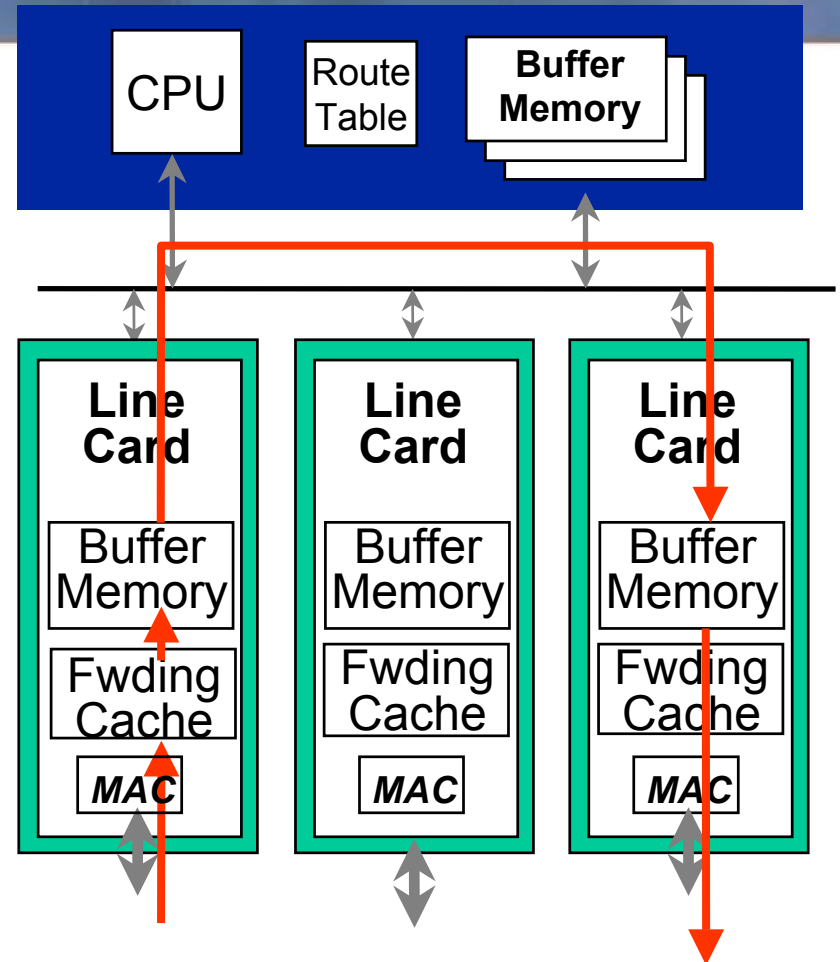 CPU
Route
Table
Buffer
Memory
Line
Card
Buffer
Memory
Fwding
Cache
MAC
Line
Card
Buffer
Memory
Fwding
Cache
MAC
Line
Card
Buffer
Memory
Fwding
Cache
MAC